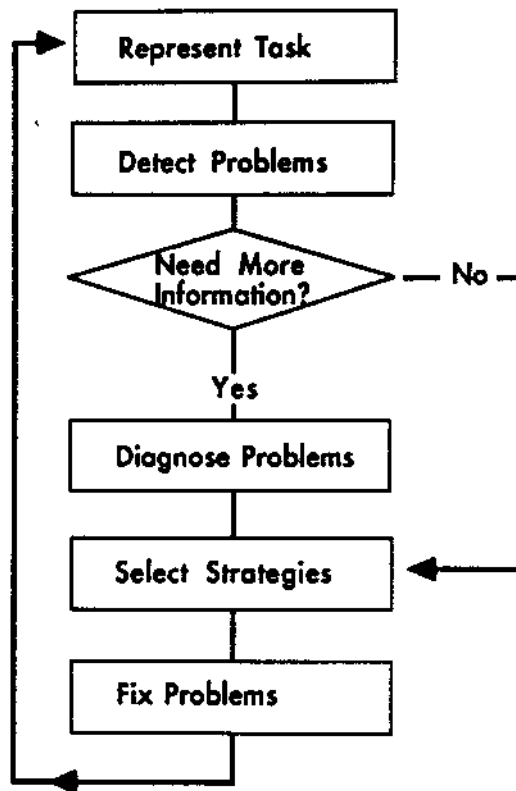 Represent Task
Detect Problems
Need More
Information?
No
Yes
Diagnose Problems
Select Strategies
Fix Problems